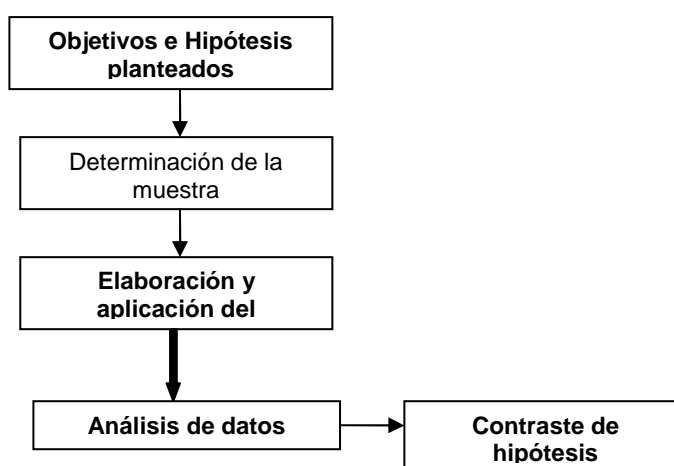 Objetivos e Hipótesis
planteados
Determinación de la
muestra
Elaboración y
aplicación del
Análisis de datos
Contraste de
hipótesis